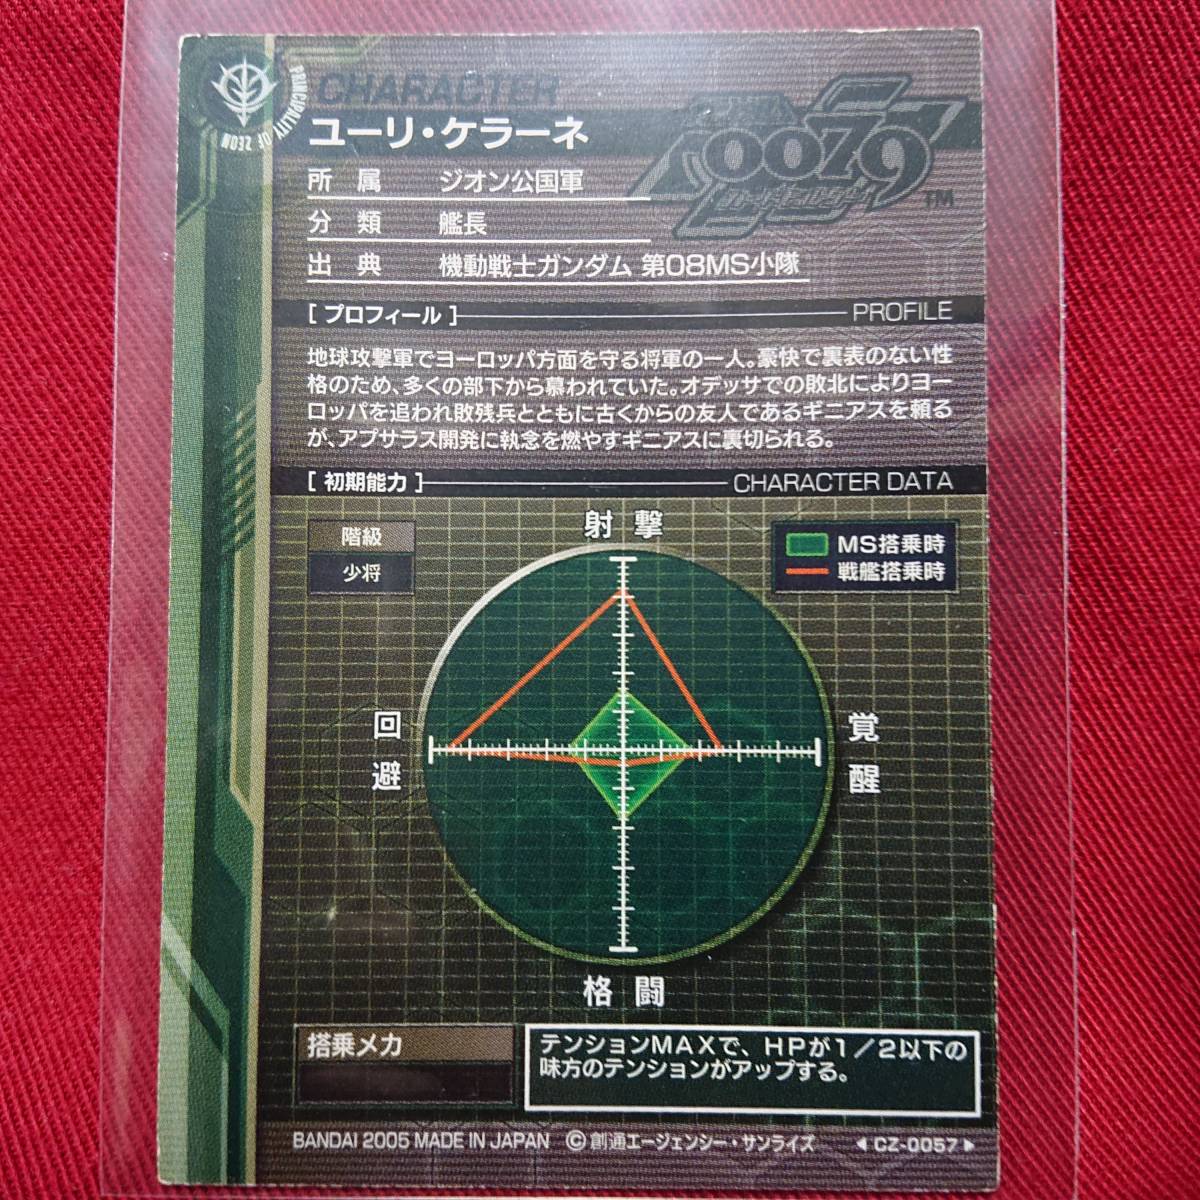 PRINCIPALITY OF ZEON
CHARACTER
ユーリ・ケラーネ
0079
TM
所 属 ジオン公国軍
分 類 艦長
出 典 機動戦士ガンダム 第08MS小隊
[ プロフィール ] PROFILE
地球攻撃軍でヨーロッパ方面を守る将軍の一人。豪快で裏表のない性
格のため、多くの部下から慕われていた。オデッサでの敗北によりヨー
ロッパを追われ敗残兵とともに古くからの友人であるギニアスを頼る
が、アプサラス開発に執念を燃やすギニアスに裏切られる。
[ 初期能力 ] CHARACTER DATA
階級
少将
射 撃
MS搭乗時
戦艦搭乗時
回避
覚醒
格 闘
搭乗メカ
テンションMAXで、HPが1/2以下の
味方のテンションがアップする。
BANDAI 2005 MADE IN JAPAN ©創通エージェンシー・サンライズ ◀ CZ-0057 ▶